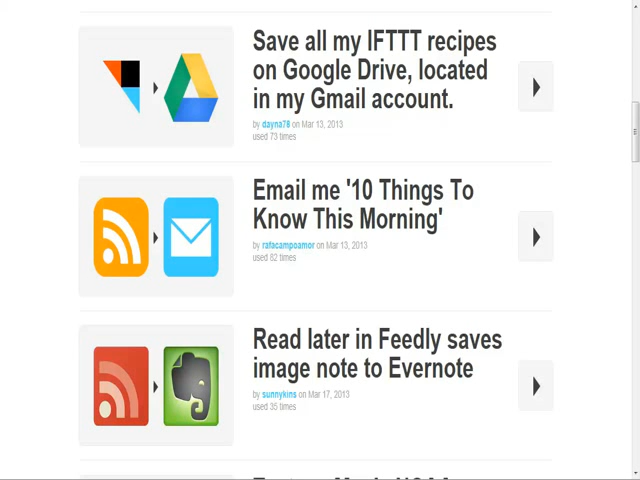 Save all my IFTTT recipes
on Google Drive, located
in my Gmail account.
by dayna78 on Mar 13, 2013
used 73 times
Email me '10 Things To
Know This Morning'
by rafacampoamor on Mar 13, 2013
used 82 times
Read later in Feedly saves
image note to Evernote
by sunnykins on Mar 17, 2013
used 35 times